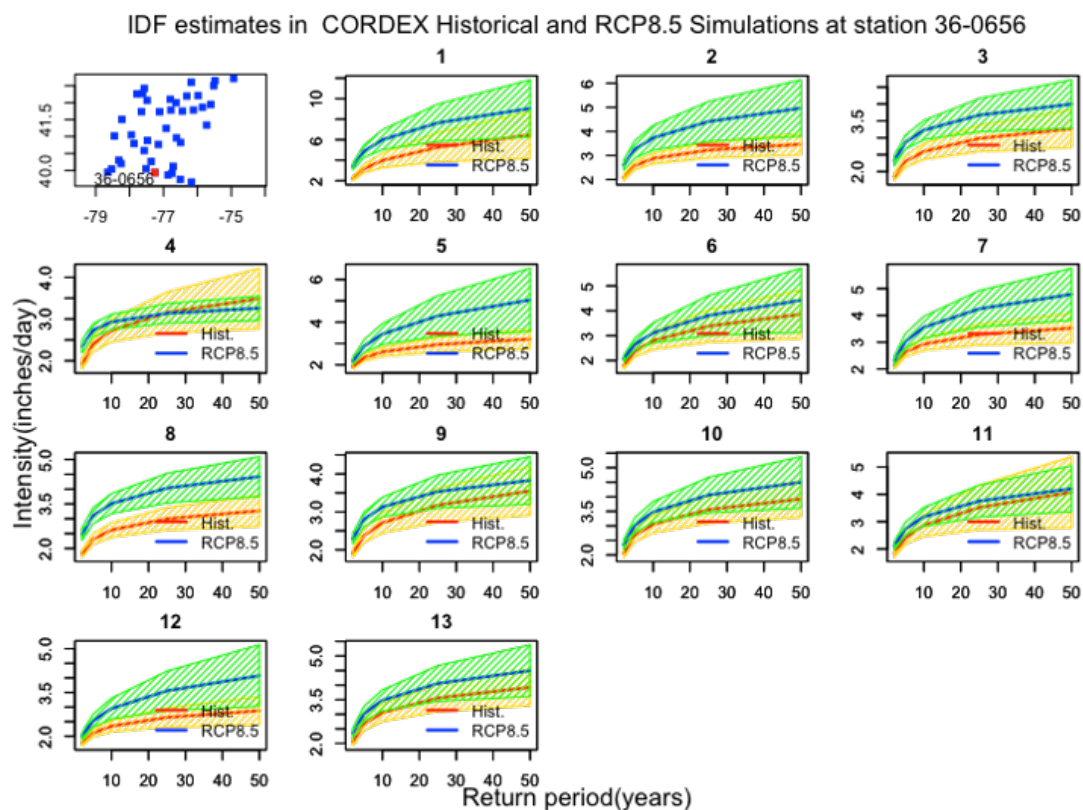 IDF estimates in CORDEX Historical and RCP8.5 Simulations at station 36-0656
1
2
3
41.5
40.0
36-0656
-79
-77
-75
10
6
2
Hist.
RCP8.5
10 20 30 40 50
6
5
4
3
2
Hist.
RCP8.5
10 20 30 40 50
3.5
2.0
Hist.
RCP8.5
10 20 30 40 50
4
5
6
7
Intensity(inches/day)
4.0
3.0
2.0
Hist.
RCP8.5
10 20 30 40 50
6
4
2
Hist.
RCP8.5
10 20 30 40 50
5
4
3
2
Hist.
RCP8.5
10 20 30 40 50
5
4
3
2
Hist.
RCP8.5
10 20 30 40 50
8
9
10
11
5.0
3.5
2.0
Hist.
RCP8.5
10 20 30 40 50
4.0
3.0
2.0
Hist.
RCP8.5
10 20 30 40 50
5.0
3.5
2.0
Hist.
RCP8.5
10 20 30 40 50
5
4
3
2
Hist.
RCP8.5
10 20 30 40 50
12
13
5.0
3.5
2.0
Hist.
RCP8.5
10 20 30 40 50
5.0
3.5
2.0
Hist.
RCP8.5
10 20 30 40 50
Return period(years)